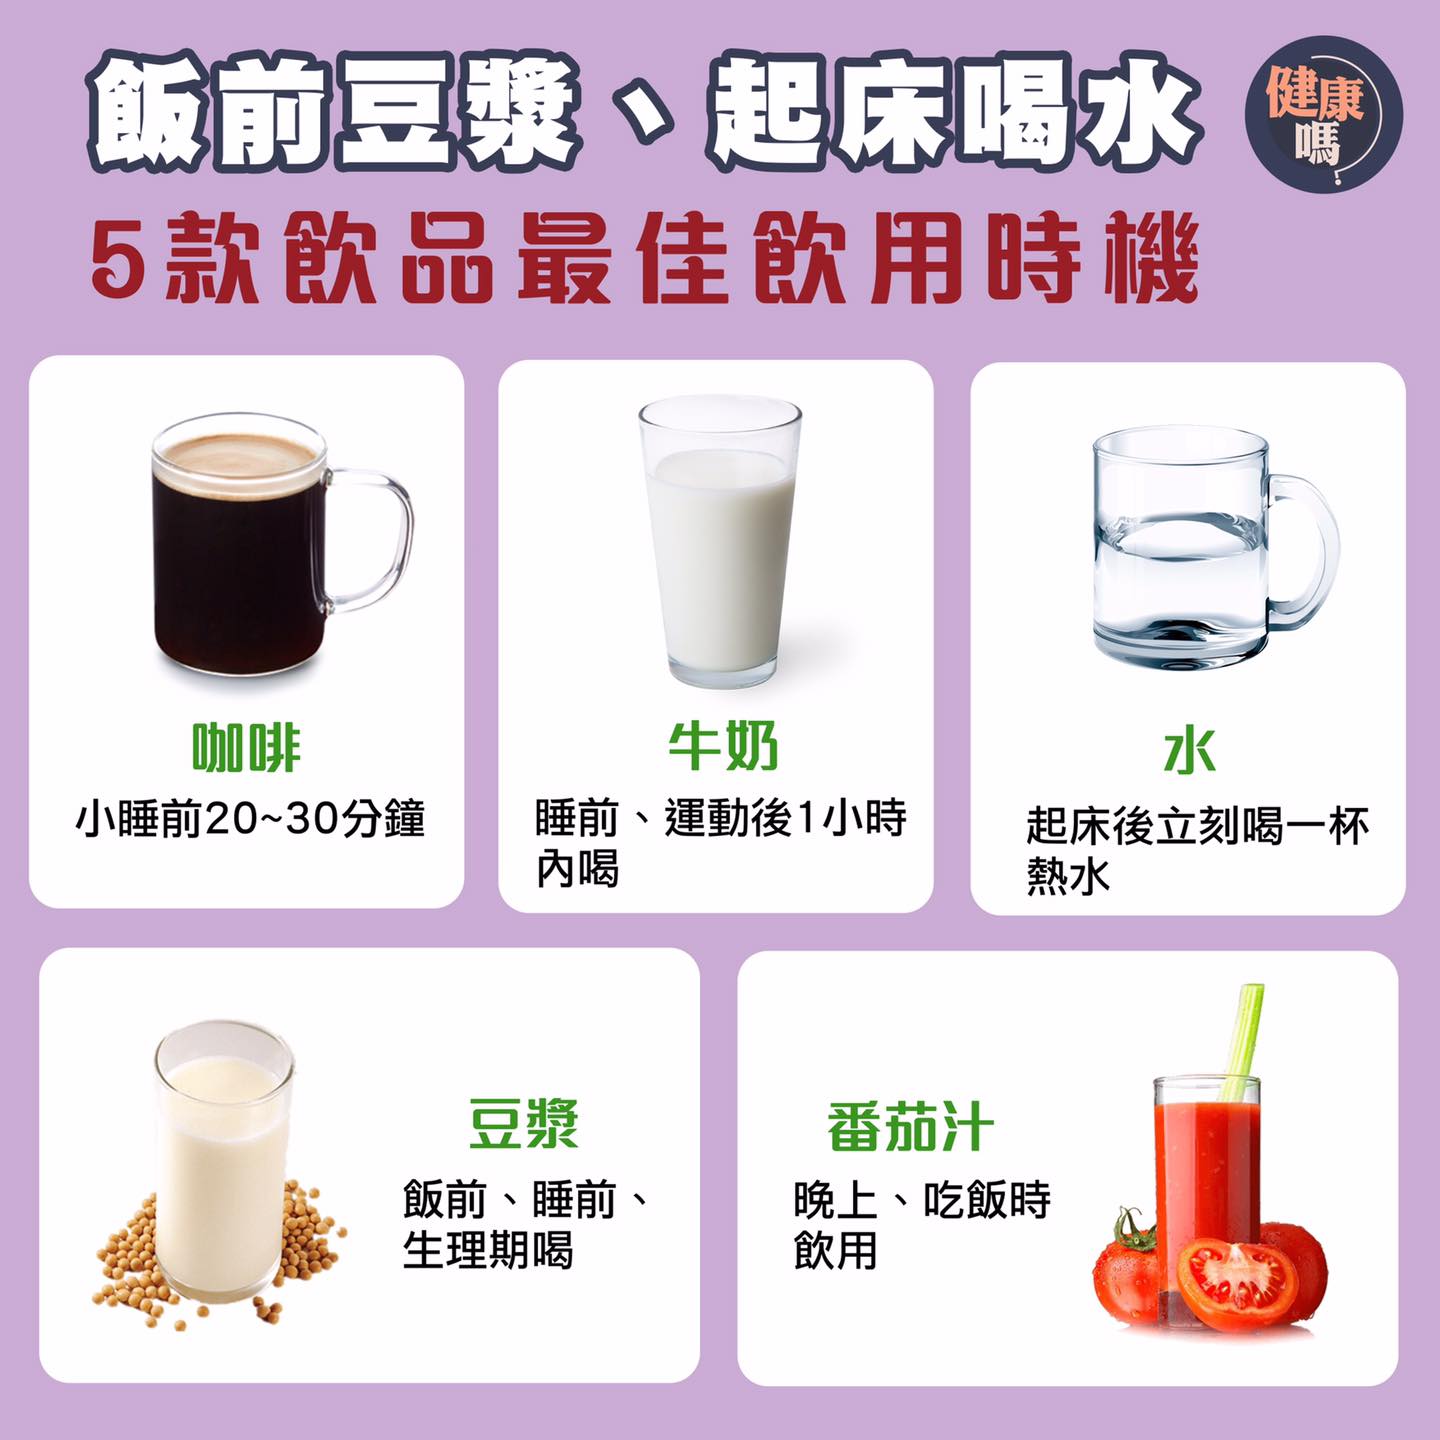 飯前豆漿、起床喝水
健康
嗎?
5款飲品最佳飲用時機
咖啡
小睡前20~30分鐘
牛奶
睡前、運動後1小時
內喝
水
起床後立刻喝一杯
熱水
豆漿
飯前、睡前、
生理期喝
番茄汁
晚上、吃飯時
飲用